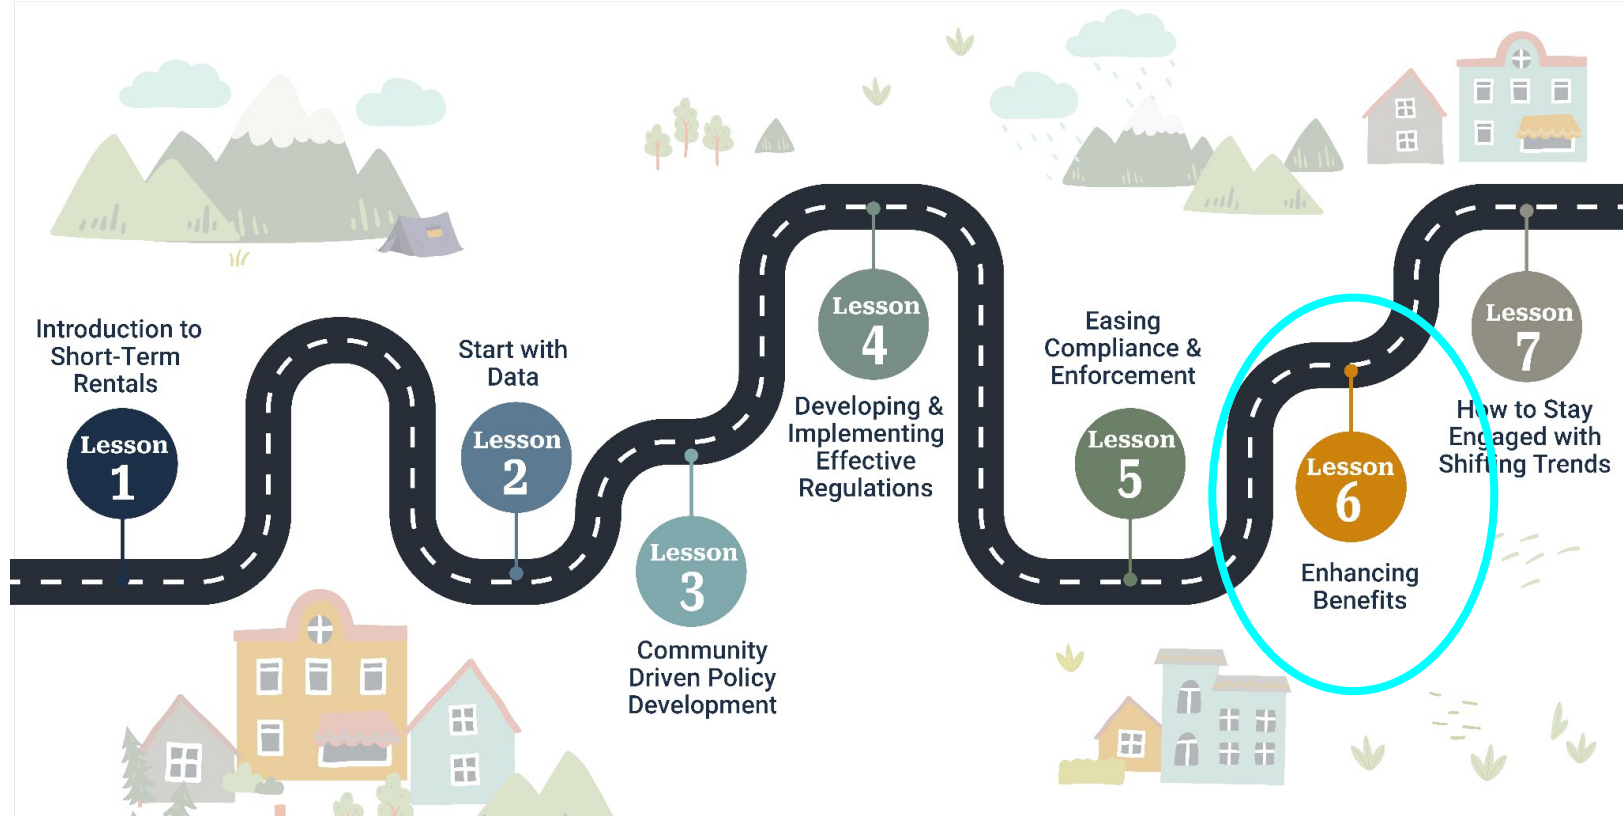 Introduction to
Short-Term
Rentals
Lesson
1
Start with
Data
Lesson
2
Lesson
3
Community
Driven Policy
Development
Lesson
4
Developing &
Implementing
Effective
Regulations
Easing
Compliance &
Enforcement
Lesson
5
Lesson
6
Enhancing
Benefits
Lesson
7
How to Stay
Engaged with
Shifting Trends